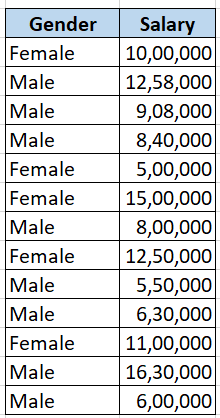 Gender Salary
Female 10,00,000
Male 12,58,000
Male 9,08,000
Male 8,40,000
Female 5,00,000
Female 15,00,000
Male 8,00,000
Female 12,50,000
Male 5,50,000
Male 6,30,000
Female 11,00,000
Male 16,30,000
Male 6,00,000